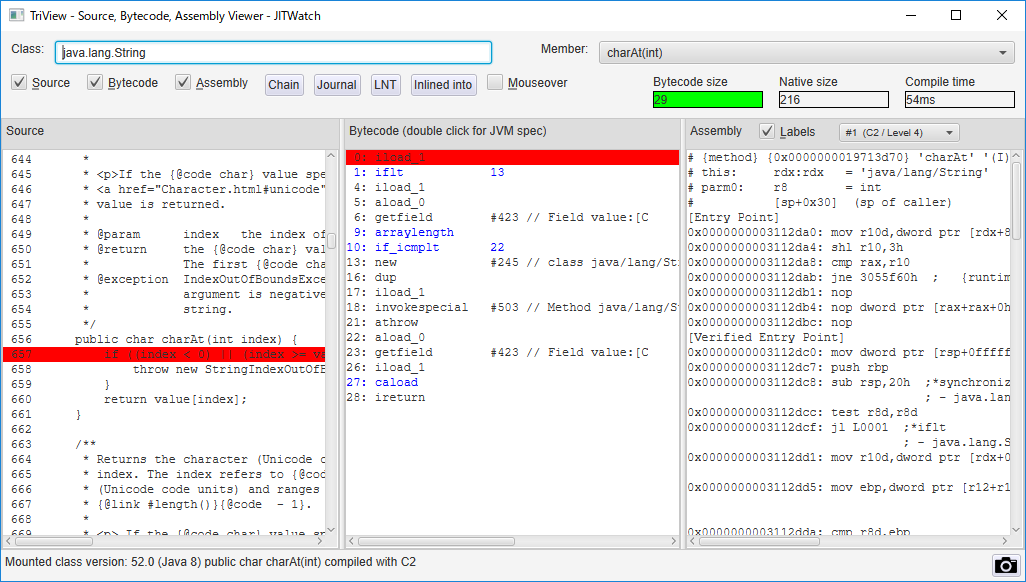 TriView - Source, Bytecode, Assembly Viewer - JITWatch
Class: java.lang.String Member: charAt(int)
Source Bytecode Assembly Chain Journal LNT Inlined into Mouseover
Bytecode size Native size Compile time
29 216 54ms
Source
644 *
645 * <p>If the {@code char} value spe
646 * <a href="Character.html#unicode"
647 * value is returned.
648 *
649 * @param index the index of
650 * @return the {@code char} val
651 * The first {@code cha
652 * @exception IndexOutOfBoundsExce
653 * argument is negative
654 * string.
655 */
656 public char charAt(int index) {
657 if ((index < 0) || (index >= va
658 throw new StringIndexOutOfB
659 }
660 return value[index];
661 }
662
663 /**
664 * Returns the character (Unicode c
665 * index. The index refers to {@cod
666 * (Unicode code units) and ranges
667 * {@link #length()}{@code - 1}.
668 *
669 * <p> If the {@code char} value sp
Bytecode (double click for JVM spec)
0: iload_1
1: iflt 13
4: iload_1
5: aload_0
6: getfield #423 // Field value:[C
9: arraylength
10: if_icmplt 22
13: new #245 // class java/lang/Str
16: dup
17: iload_1
18: invokespecial #503 // Method java/lang/S
21: athrow
22: aload_0
23: getfield #423 // Field value:[C
26: iload_1
27: caload
28: ireturn
Assembly Labels #1 (C2 / Level 4)
# {method} {0x0000000019713d70} 'charAt' '(I)
# this: rdx:rdx = 'java/lang/String'
# parm0: r8 = int
# [sp+0x30] (sp of caller)
[Entry Point]
0x0000000003112da0: mov r10d,dword ptr [rdx+8
0x0000000003112da4: shl r10,3h
0x0000000003112da8: cmp rax,r10
0x0000000003112dab: jne 3055f60h ; {runtim
0x0000000003112db1: nop
0x0000000003112db4: nop dword ptr [rax+rax+0h
0x0000000003112dbc: nop
[Verified Entry Point]
0x0000000003112dc0: mov dword ptr [rsp+0fffff
0x0000000003112dc7: push rbp
0x0000000003112dc8: sub rsp,20h ;*synchroniz
; - java.lan
0x0000000003112dcc: test r8d,r8d
0x0000000003112dcf: jl L0001 ;*iflt
; - java.lang.S
0x0000000003112dd1: mov r10d,dword ptr [rdx+0
0x0000000003112dd5: mov ebp,dword ptr [r12+r1
0x0000000003112dda: cmp r8d,ebp
Mounted class version: 52.0 (Java 8) public char charAt(int) compiled with C2